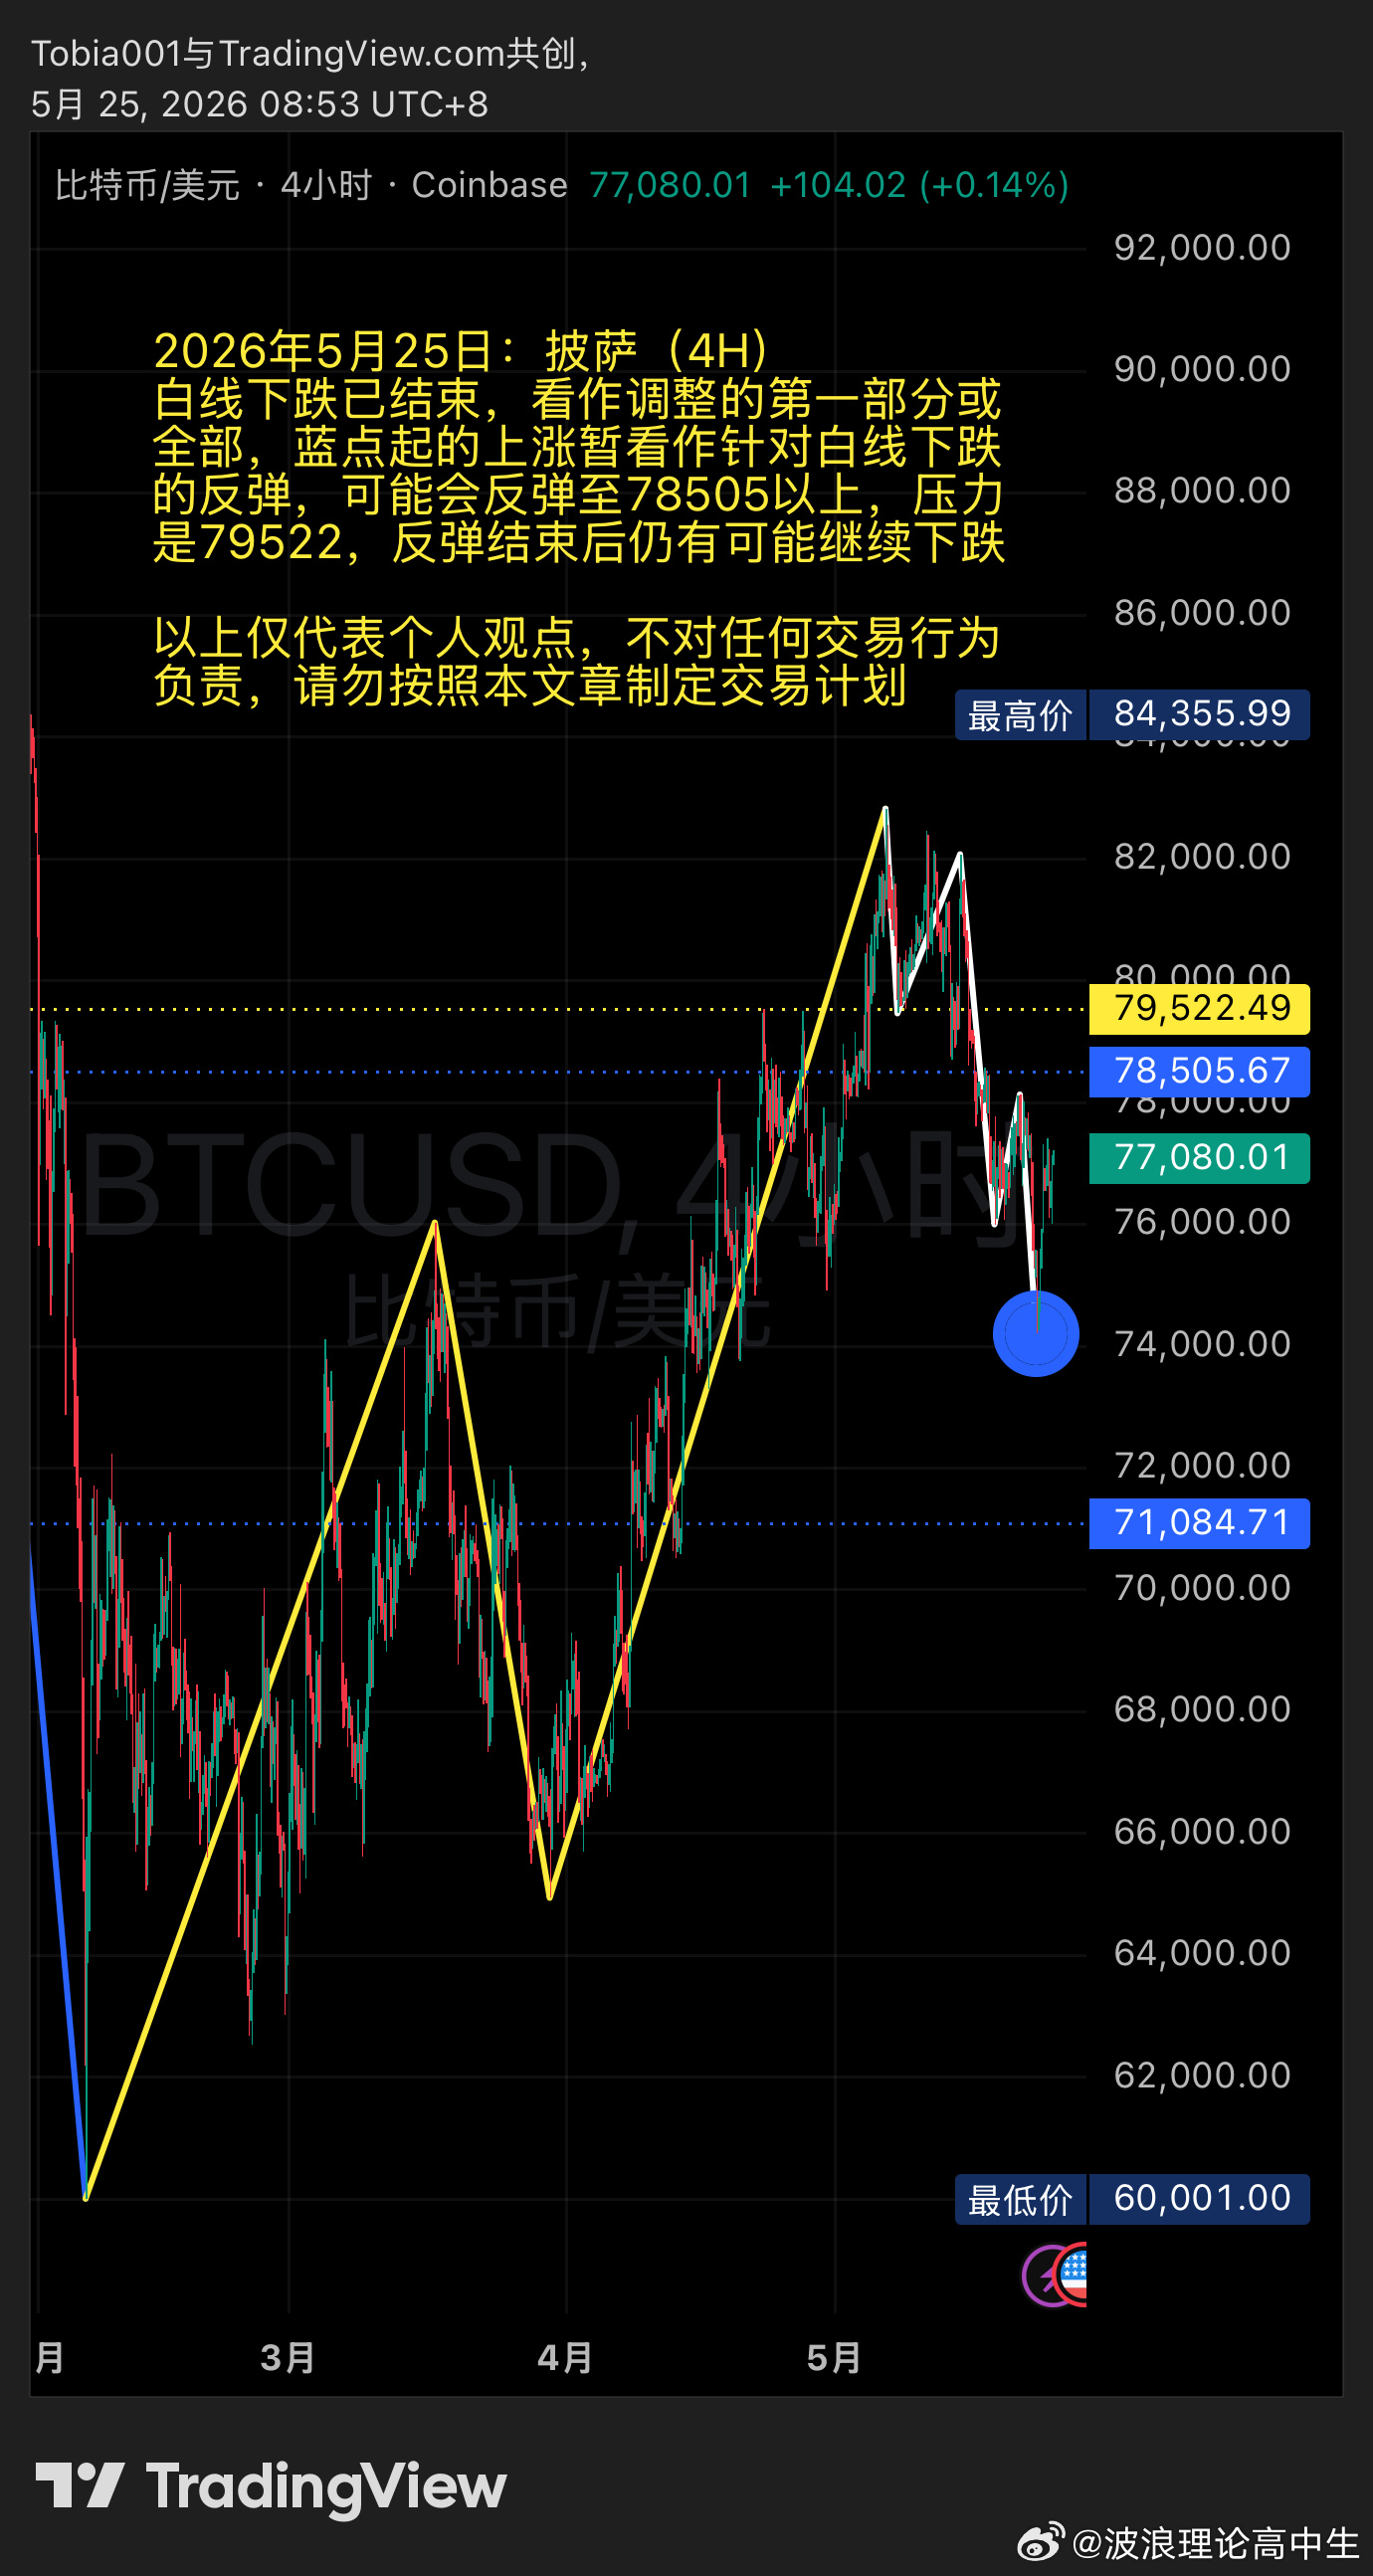 Tobia001与TradingView.com共创,
5月 25, 2026 08:53 UTC+8
比特币/美元 · 4小时 · Coinbase 77,080.01 +104.02 (+0.14%)
92,000.00
2026年5月25日：披萨（4H）
白线下跌已结束，看作调整的第一部分或
全部，蓝点起的上涨暂看作针对白线下跌
的反弹，可能会反弹至78505以上，压力
是79522，反弹结束后仍有可能继续下跌
90,000.00
88,000.00
86,000.00
以上仅代表个人观点，不对任何交易行为
负责，请勿按照本文章制定交易计划
最高价 84,355.99
84,000.00
82,000.00
80,000.00
79,522.49
78,505.67
78,000.00
77,080.01
BTCUSD, 4小时
比特币/美元
76,000.00
74,000.00
72,000.00
71,084.71
70,000.00
68,000.00
66,000.00
64,000.00
62,000.00
最低价 60,001.00
月 3月 4月 5月
TradingView
@波浪理论高中生